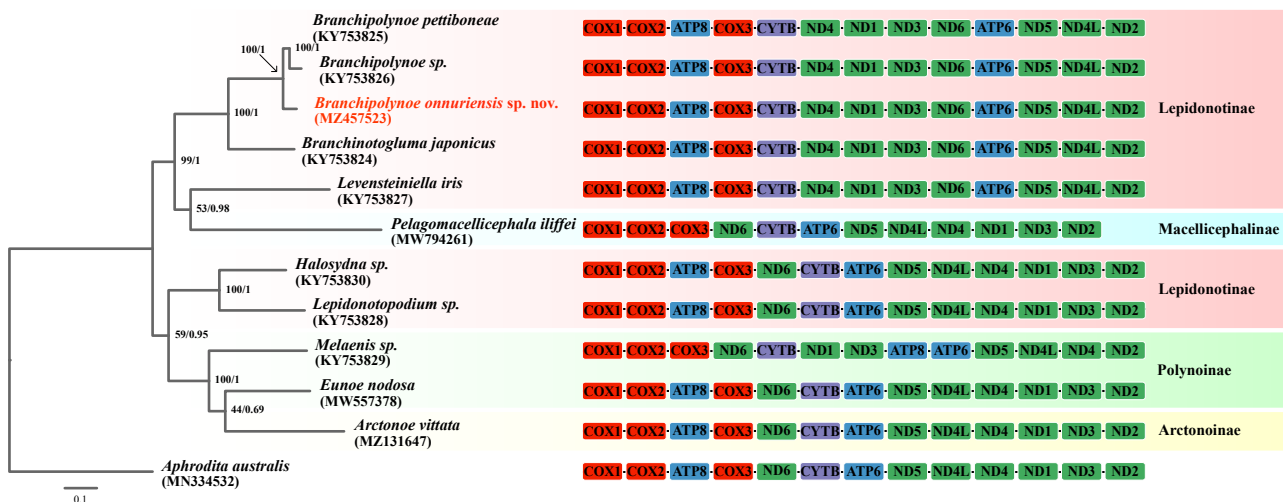 Branchipolynoe pettiboneae
(KY753825)
COX1 COX2 ATP8 COX3 CYTB ND4 ND1 ND3 ND6 ATP6 ND5 ND4L ND2
100/1
100/1
Branchipolynoe sp.
(KY753826)
COX1 COX2 ATP8 COX3 CYTB ND4 ND1 ND3 ND6 ATP6 ND5 ND4L ND2
Branchipolynoe onnuriensis sp. nov.
(MZ457523)
COX1 COX2 ATP8 COX3 CYTB ND4 ND1 ND3 ND6 ATP6 ND5 ND4L ND2
Lepidonotinae
100/1
Branchinotogluma japonicus
(KY753824)
COX1 COX2 ATP8 COX3 CYTB ND4 ND1 ND3 ND6 ATP6 ND5 ND4L ND2
99/1
Levensteiniella iris
(KY753827)
COX1 COX2 ATP8 COX3 CYTB ND4 ND1 ND3 ND6 ATP6 ND5 ND4L ND2
53/0.98
Pelagomacellicephala iliffei
(MW794261)
COX1 COX2 COX3 ND6 CYTB ATP6 ND5 ND4L ND4 ND1 ND3 ND2
Macellicephalinae
Halosydna sp.
(KY753830)
COX1 COX2 ATP8 COX3 ND6 CYTB ATP6 ND5 ND4L ND4 ND1 ND3 ND2
100/1
Lepidonotinae
Lepidonotopodium sp.
(KY753828)
COX1 COX2 ATP8 COX3 ND6 CYTB ATP6 ND5 ND4L ND4 ND1 ND3 ND2
59/0.95
Melaenis sp.
(KY753829)
COX1 COX2 COX3 ND6 CYTB ND1 ND3 ATP8 ATP6 ND5 ND4L ND4 ND2
Polynoinae
100/1
Eunoe nodosa
(MW557378)
COX1 COX2 ATP8 COX3 ND6 CYTB ATP6 ND5 ND4L ND4 ND1 ND3 ND2
44/0.69
Arctonoe vittata
(MZ131647)
COX1 COX2 ATP8 COX3 ND6 CYTB ATP6 ND5 ND4L ND4 ND1 ND3 ND2
Arctonoinae
Aphrodita australis
(MN334532)
COX1 COX2 ATP8 COX3 ND6 CYTB ATP6 ND5 ND4L ND4 ND1 ND3 ND2
0.1